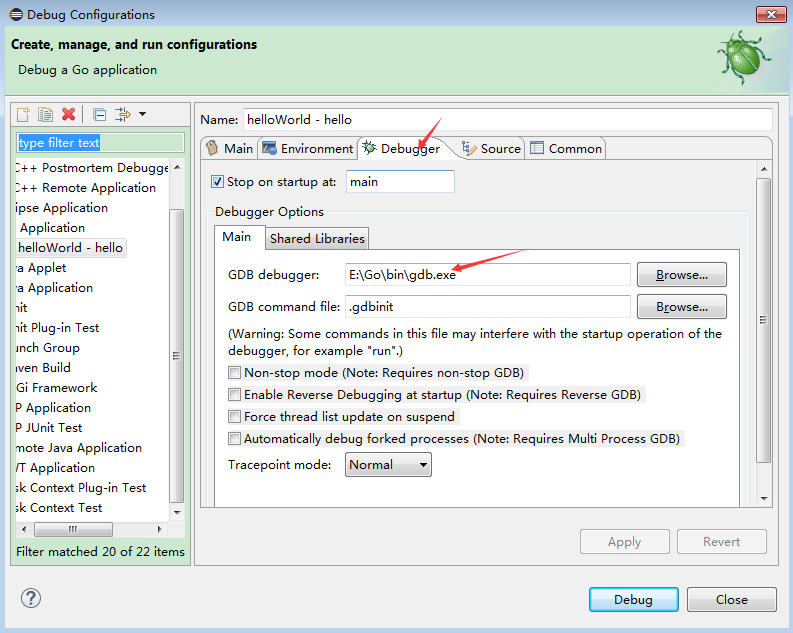 Debug Configurations
Create, manage, and run configurations
Debug a Go application
type filter text
C++ Postmortem Debugge
C++ Remote Application
ipse Application
Application
helloWorld - hello
va Applet
va Application
nit
nit Plug-in Test
unch Group
aven Build
Gi Framework
P Application
P JUnit Test
mote Java Application
VT Application
sk Context Plug-in Test
sk Context Test
Filter matched 20 of 22 items
Name: helloWorld - hello
Main Environment Debugger Source Common
Stop on startup at: main
Debugger Options
Main Shared Libraries
GDB debugger: E:\Go\bin\gdb.exe Browse...
GDB command file: .gdbinit Browse...
(Warning: Some commands in this file may interfere with the startup operation of the
debugger, for example "run".)
Non-stop mode (Note: Requires non-stop GDB)
Enable Reverse Debugging at startup (Note: Requires Reverse GDB)
Force thread list update on suspend
Automatically debug forked processes (Note: Requires Multi Process GDB)
Tracepoint mode: Normal
Apply Revert
? Debug Close